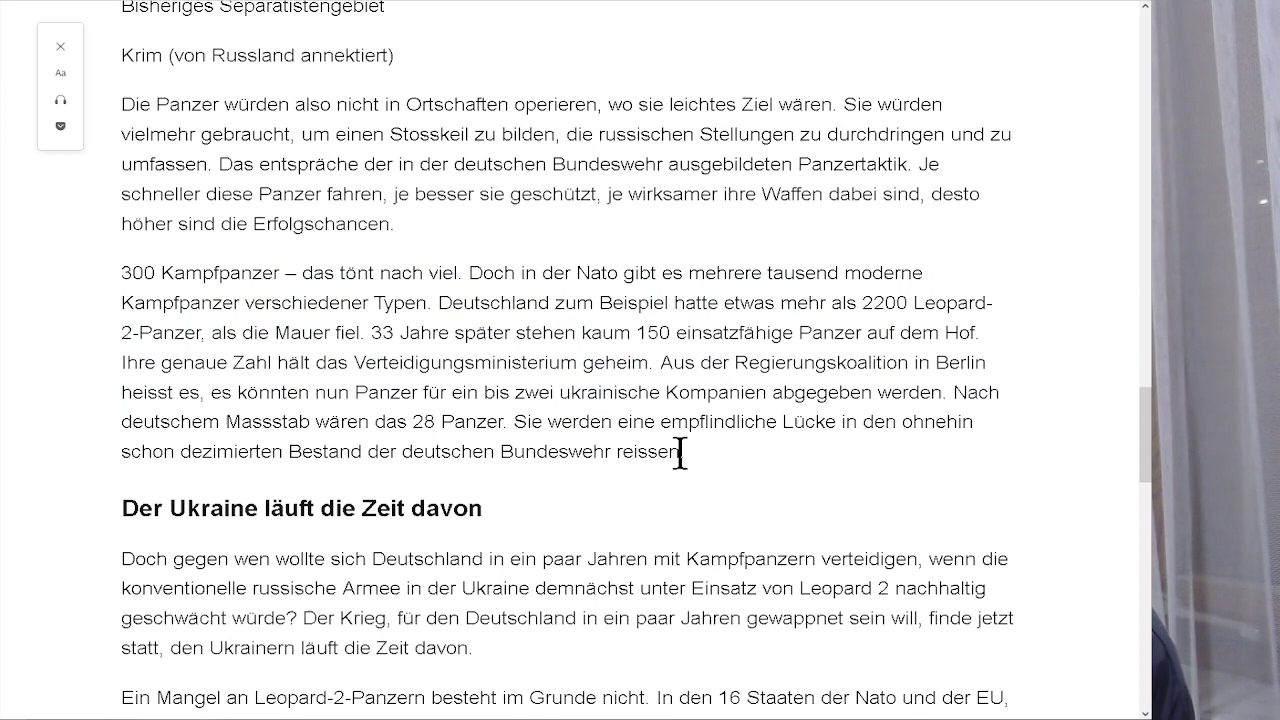 Bisheriges Separatistengebiet
Krim (von Russland annektiert)
Aa
Die Panzer würden also nicht in Ortschaften operieren, wo sie leichtes Ziel wären. Sie würden
vielmehr gebraucht, um einen Stosskeil zu bilden, die russischen Stellungen zu durchdringen und zu
umfassen. Das entspräche der in der deutschen Bundeswehr ausgebildeten Panzertaktik. Je
schneller diese Panzer fahren, je besser sie geschützt, je wirksamer ihre Waffen dabei sind, desto
höher sind die Erfolgschancen.
300 Kampfpanzer – das tönt nach viel. Doch in der Nato gibt es mehrere tausend moderne
Kampfpanzer verschiedener Typen. Deutschland zum Beispiel hatte etwas mehr als 2200 Leopard-
2-Panzer, als die Mauer fiel. 33 Jahre später stehen kaum 150 einsatzfähige Panzer auf dem Hof.
Ihre genaue Zahl hält das Verteidigungsministerium geheim. Aus der Regierungskoalition in Berlin
heisst es, es könnten nun Panzer für ein bis zwei ukrainische Kompanien abgegeben werden. Nach
deutschem Massstab wären das 28 Panzer. Sie werden eine empflindliche Lücke in den ohnehin
schon dezimierten Bestand der deutschen Bundeswehr reissen.
Der Ukraine läuft die Zeit davon
Doch gegen wen wollte sich Deutschland in ein paar Jahren mit Kampfpanzern verteidigen, wenn die
konventionelle russische Armee in der Ukraine demnächst unter Einsatz von Leopard 2 nachhaltig
geschwächt würde? Der Krieg, für den Deutschland in ein paar Jahren gewappnet sein will, finde jetzt
statt, den Ukrainern läuft die Zeit davon.
Ein Mangel an Leopard-2-Panzern besteht im Grunde nicht. In den 16 Staaten der Nato und der EU,